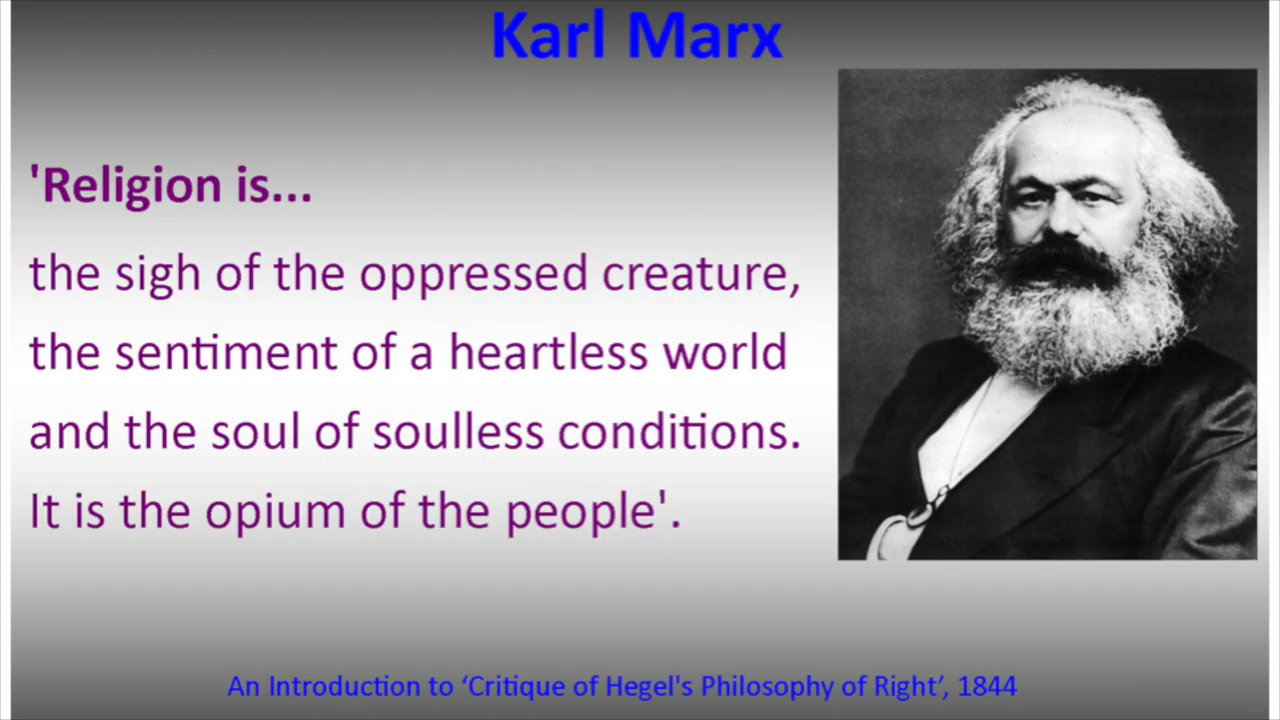 Karl Marx
'Religion is...
the sigh of the oppressed creature,
the sentiment of a heartless world
and the soul of soulless conditions.
It is the opium of the people'.
An Introduction to ‘Critique of Hegel's Philosophy of Right’, 1844